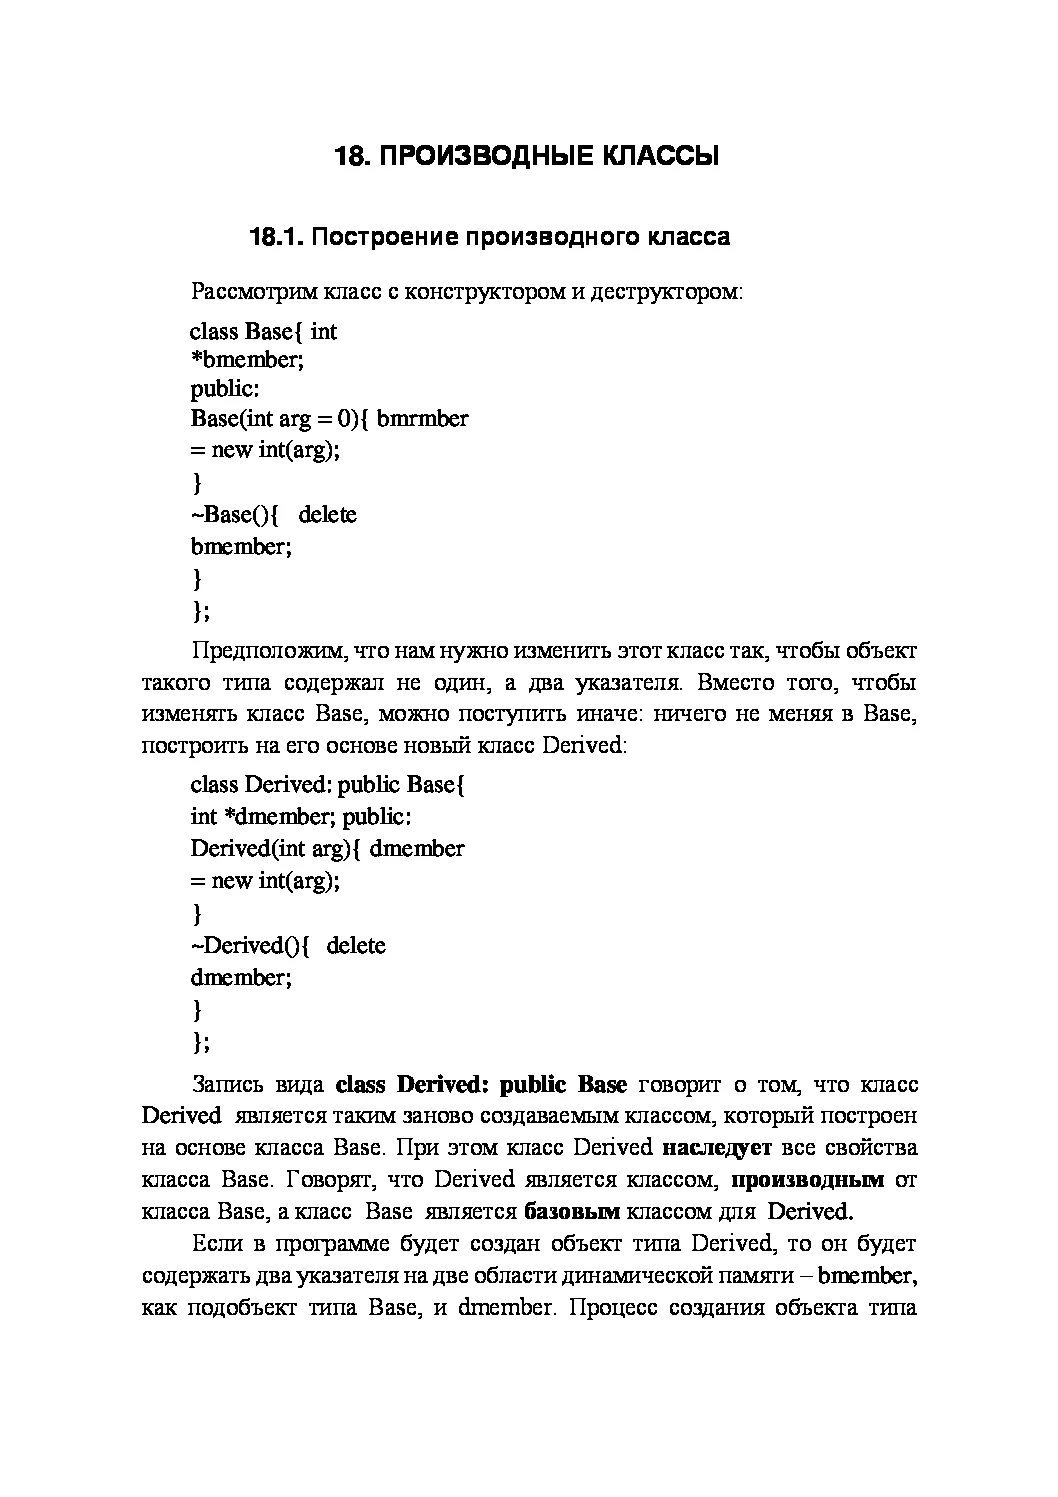 18. ПРОИЗВОДНЫЕ КЛАССЫ
18.1. Построение производного класса
Рассмотрим класс с конструктором и деструктором:
class Base{ int
*bmember;
public:
Base(int arg = 0){ bmrmber
= new int(arg);
}
~Base(){ delete
bmember;
}
};
Предположим, что нам нужно изменить этот класс так, чтобы объект
такого типа содержал не один, а два указателя. Вместо того, чтобы
изменять класс Base, можно поступить иначе: ничего не меняя в Base,
построить на его основе новый класс Derived:
class Derived: public Base{
int *dmember; public:
Derived(int arg){ dmember
= new int(arg);
}
~Derived(){ delete
dmember;
}
};
Запись вида class Derived: public Base говорит о том, что класс
Derived является таким заново создаваемым классом, который построен
на основе класса Base. При этом класс Derived наследует все свойства
класса Base. Говорят, что Derived является классом, производным от
класса Base, а класс Base является базовым классом для Derived.
Если в программе будет создан объект типа Derived, то он будет
содержать два указателя на две области динамической памяти – bmember,
как подобъект типа Base, и dmember. Процесс создания объекта типа